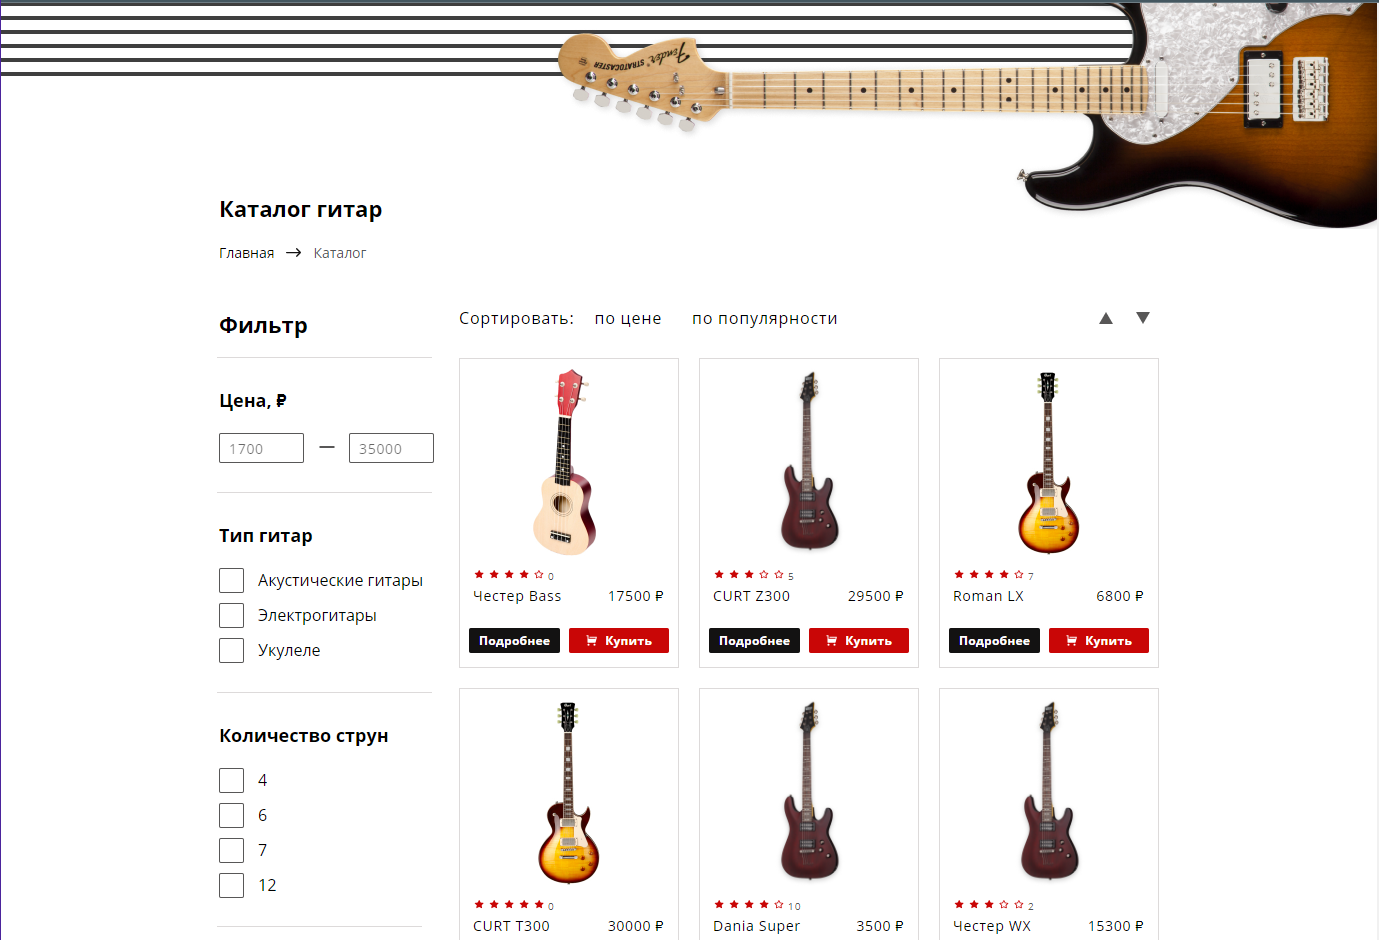 Fender STRATOCASTER
Каталог гитар
Главная → Каталог
Фильтр
Сортировать: по цене по популярности
Цена, ₽
1700 — 35000
Тип гитар
Акустические гитары
Электрогитары
Укулеле
Количество струн
4
6
7
12
0
Честер Bass 17500 ₽
Подробнее Купить
5
CURT Z300 29500 ₽
Подробнее Купить
7
Roman LX 6800 ₽
Подробнее Купить
0
CURT T300 30000 ₽
10
Dania Super 3500 ₽
2
Честер WX 15300 ₽